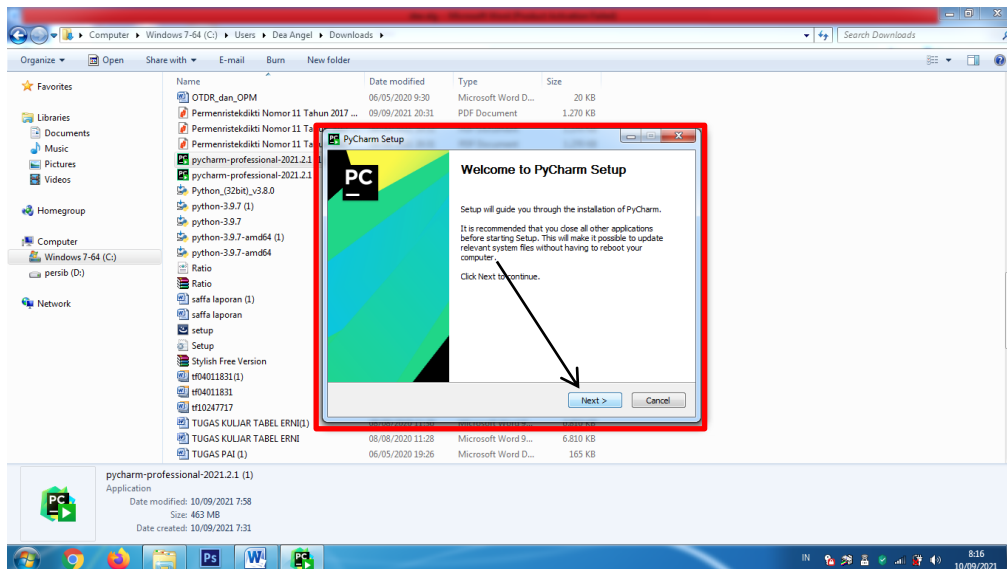 Computer ▸ Windows 7-64 (C:) ▸ Users ▸ Dea Angel ▸ Downloads ▸
Search Downloads
Organize ▾ Open Share with ▾ E-mail Burn New folder
Favorites
Libraries
Documents
Music
Pictures
Videos
Homegroup
Computer
Windows 7-64 (C:)
persib (D:)
Network
Name Date modified Type Size
OTDR_dan_OPM 06/05/2020 9:30 Microsoft Word D... 20 KB
Permenristekdikti Nomor 11 Tahun 2017 ... 09/09/2021 20:31 PDF Document 1.270 KB
Permenristekdikti Nomor 11 Ta
Permenristekdikti Nomor 11 Ta
pycharm-professional-2021.2.1
pycharm-professional-2021.2.1
Python_(32bit)_v3.8.0
python-3.9.7 (1)
python-3.9.7
python-3.9.7-amd64 (1)
python-3.9.7-amd64
Ratio
Ratio
saffa laporan (1)
saffa laporan
setup
Setup
Stylish Free Version
tf04011831(1)
tf04011831
tf10247717
TUGAS KULJAR TABEL ERNI(1)
TUGAS KULJAR TABEL ERNI 08/08/2020 11:28 Microsoft Word 9... 6.810 KB
TUGAS PAI (1) 06/05/2020 19:26 Microsoft Word D... 165 KB
PyCharm Setup
PC
Welcome to PyCharm Setup
Setup will guide you through the installation of PyCharm.
It is recommended that you close all other applications
before starting Setup. This will make it possible to update
relevant system files without having to reboot your
computer.
Click Next to continue.
Next > Cancel
pycharm-professional-2021.2.1 (1)
Application
Date modified: 10/09/2021 7:58
Size: 463 MB
Date created: 10/09/2021 7:31
PC
Ps
W
PC
IN
8:16
10/09/2021